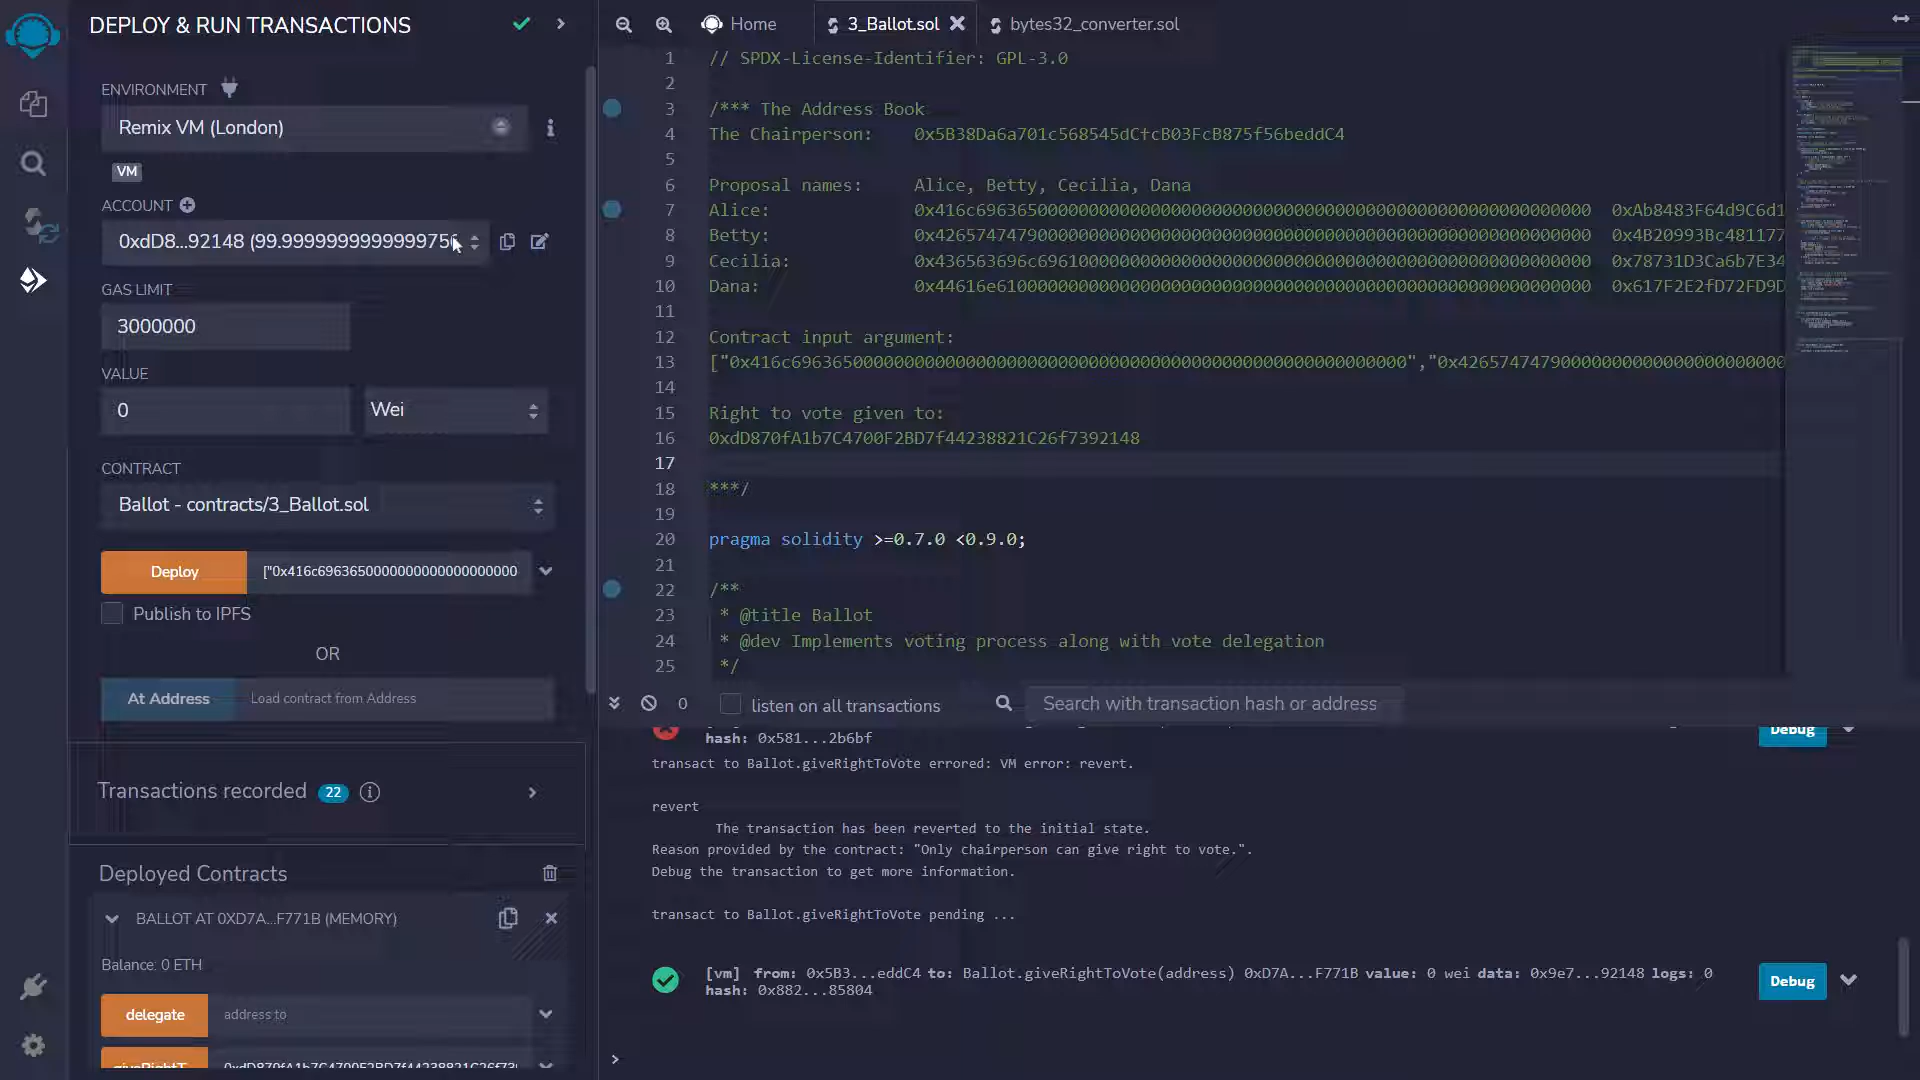 DEPLOY & RUN TRANSACTIONS
ENVIRONMENT
Remix VM (London)
VM
ACCOUNT
0xdD8...92148 (99.999999999999975
GAS LIMIT
3000000
VALUE
0
Wei
CONTRACT
Ballot - contracts/3_Ballot.sol
Deploy
["0x416c6963650000000000000000000
Publish to IPFS
OR
At Address
Load contract from Address
Transactions recorded 22
Deployed Contracts
BALLOT AT 0XD7A...F771B (MEMORY)
Balance: 0 ETH
delegate
address to
Home
3_Ballot.sol
bytes32_converter.sol
1 // SPDX-License-Identifier: GPL-3.0
2
3 /*** The Address Book
4 The Chairperson: 0x5B38Da6a701c568545dCfcB03FcB875f56beddC4
5
6 Proposal names: Alice, Betty, Cecilia, Dana
7 Alice: 0x416c696365000000000000000000000000000000000000000000000000000000 0xAb8483F64d9C6d1
8 Betty: 0x4265747479000000000000000000000000000000000000000000000000000000 0x4B20993Bc481177
9 Cecilia: 0x436563696c696100000000000000000000000000000000000000000000000000 0x78731D3Ca6b7E34
10 Dana: 0x44616e6100000000000000000000000000000000000000000000000000000000 0x617F2E2fD72FD9D
11
12 Contract input argument:
13 ["0x416c696365000000000000000000000000000000000000000000000000000000","0x42657474790000000000000000000000
14
15 Right to vote given to:
16 0xdD870fA1b7C4700F2BD7f44238821C26f7392148
17
18 ***/
19
20 pragma solidity >=0.7.0 <0.9.0;
21
22 /**
23 * @title Ballot
24 * @dev Implements voting process along with vote delegation
25 */
0
listen on all transactions
Search with transaction hash or address
hash: 0x581...2b6bf
Debug
transact to Ballot.giveRightToVote errored: VM error: revert.
revert
The transaction has been reverted to the initial state.
Reason provided by the contract: "Only chairperson can give right to vote.".
Debug the transaction to get more information.
transact to Ballot.giveRightToVote pending ...
[vm] from: 0x5B3...eddC4 to: Ballot.giveRightToVote(address) 0xD7A...F771B value: 0 wei data: 0x9e7...92148 logs: 0
hash: 0x882...85804
Debug
>